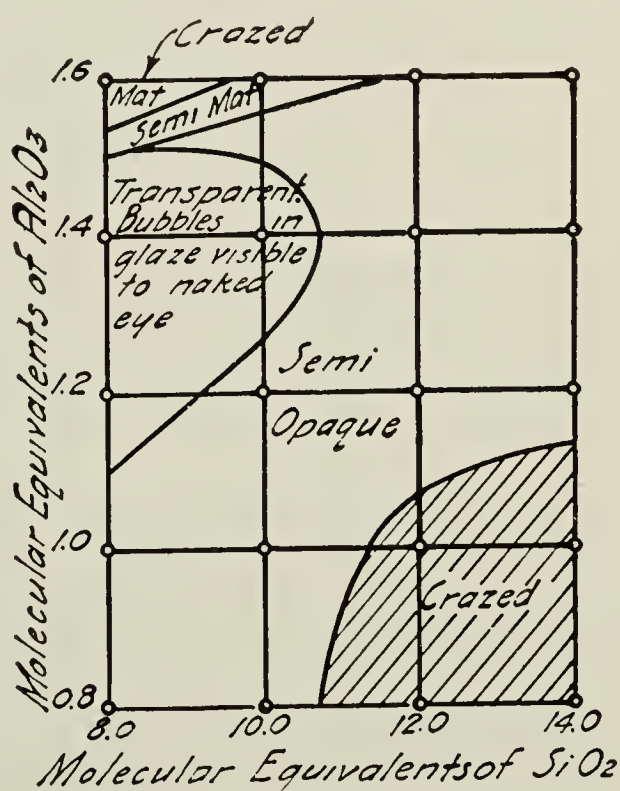 Crazed
1.6
Mat
Semi Mat
Transparent
Bubbles in
1.4
glaze visible
to naked
eye
Semi
1.2
Opaque
1.0
Crazed
0.8
8.0 10.0 12.0 14.0
Molecular Equivalents of Al2O3
Molecular Equivalents of SiO2